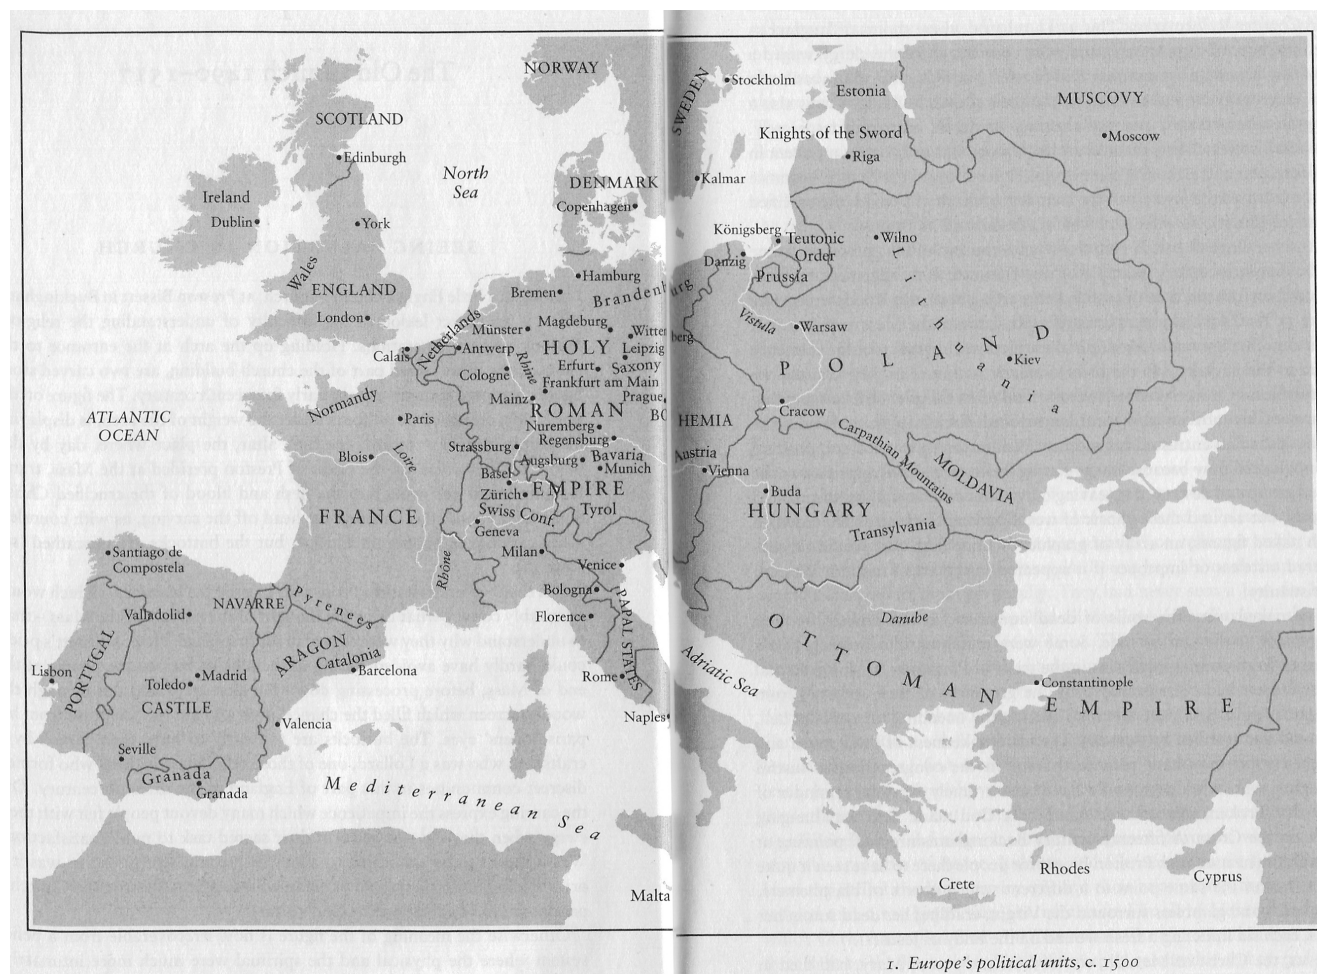 NORWAY
SWEDEN
Stockholm
Estonia
MUSCOVY
SCOTLAND
Edinburgh
Knights of the Sword
Riga
Moscow
North
Sea
Ireland
Dublin
York
DENMARK
Copenhagen
Kalmar
Königsberg
Teutonic
Order
Wilno
Danzig
Prussia
Lithuania
Wales
ENGLAND
London
Hamburg
Bremen
Brandenburg
Netherlands
Münster
Magdeburg
Wittenberg
Vistula
Warsaw
Calais
Antwerp
HOLY
Leipzig
POLAND
Kiev
Cologne
Rhine
Erfurt
Saxony
Frankfurt am Main
Normandy
Mainz
Prague
ATLANTIC
OCEAN
Paris
ROMAN
BOHEMIA
Cracow
Nuremberg
Regensburg
Carpathian Mountains
Blois
Loire
Strassburg
Augsburg
Bavaria
Austria
Munich
Vienna
MOLDAVIA
Basel
Zürich
EMPIRE
Buda
Swiss Conf.
Tyrol
HUNGARY
FRANCE
Geneva
Transylvania
Santiago de
Compostela
Rhône
Milan
Venice
NAVARRE
Pyrenees
Bologna
Valladolid
Florence
PAPAL STATES
Danube
PORTUGAL
ARAGON
Catalonia
Barcelona
OTTOMAN EMPIRE
Lisbon
Madrid
Toledo
Rome
Adriatic Sea
Constantinople
CASTILE
Valencia
Naples
Seville
Granada
Granada
Mediterranean Sea
Malta
Crete
Rhodes
Cyprus
1. Europe's political units, c. 1500